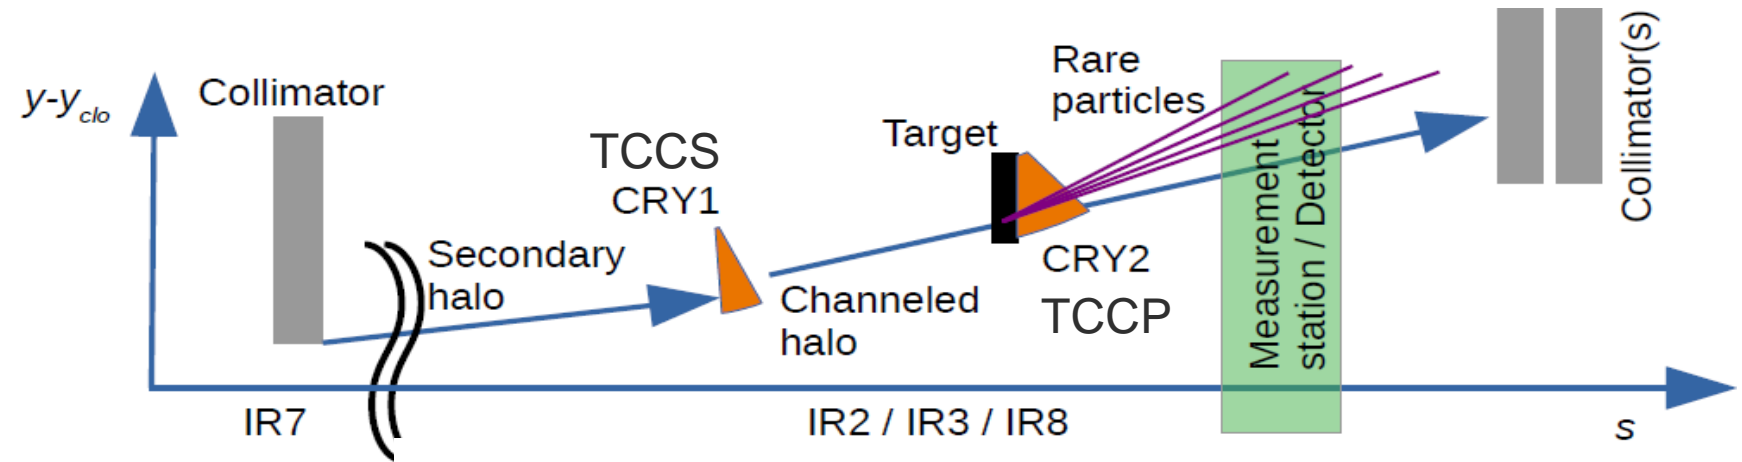 y-y_clo
Collimator
TCCS
CRY1
Secondary
halo
Channeled
halo
Target
Rare
particles
CRY2
TCCP
Measurement
station / Detector
Collimator(s)
IR7
IR2 / IR3 / IR8
s